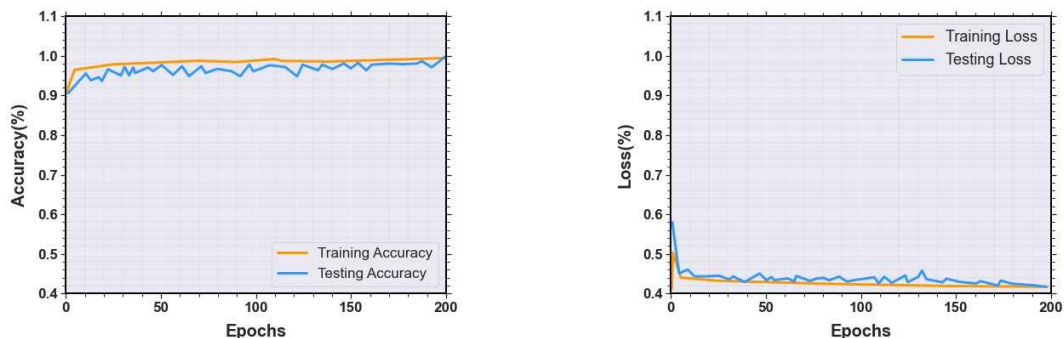 1.1
1.0
0.9
0.8
0.7
0.6
0.5
0.4
Accuracy(%)
Training Accuracy
Testing Accuracy
0 50 100 150 200
Epochs
1.1
1.0
0.9
0.8
0.7
0.6
0.5
0.4
Loss(%)
Training Loss
Testing Loss
0 50 100 150 200
Epochs